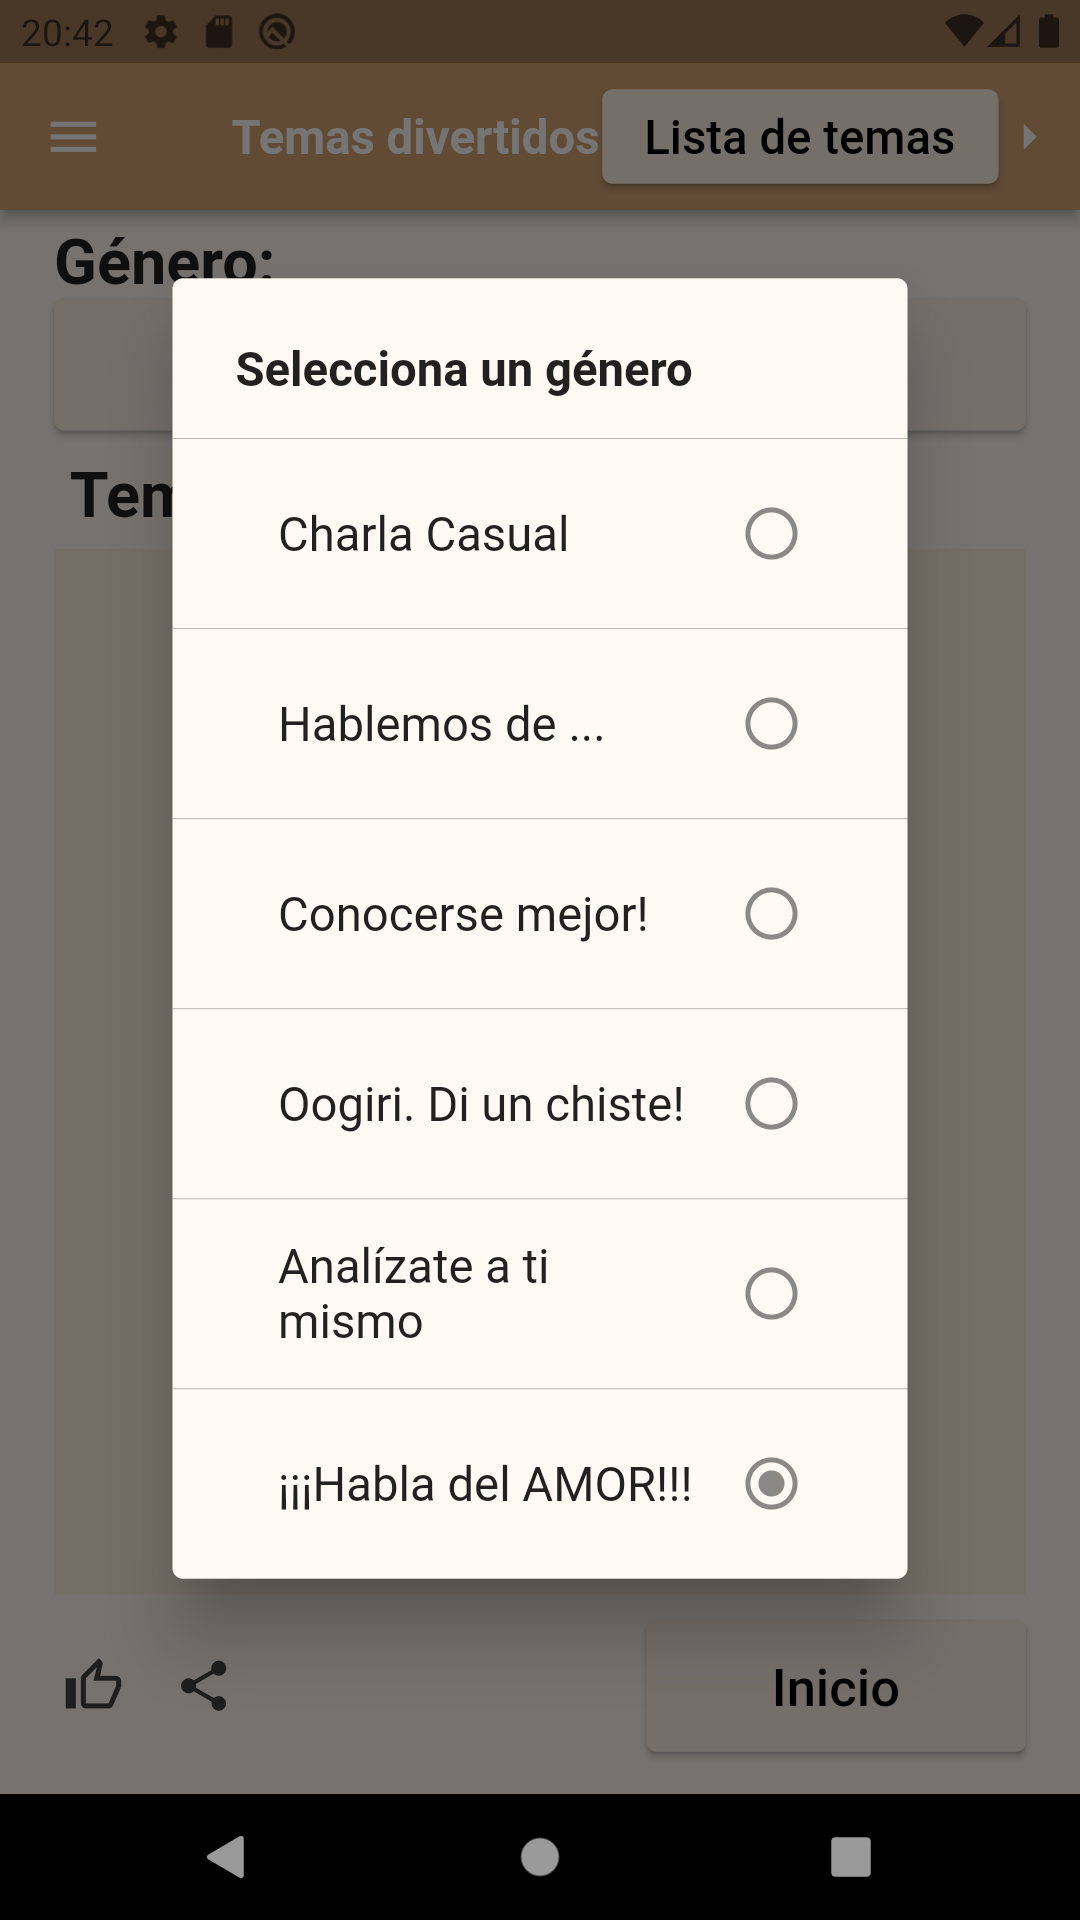 20:42
Temas divertidos
Lista de temas
Género:
Selecciona un género
Tem
Charla Casual
Hablemos de ...
Conocerse mejor!
Oogiri. Di un chiste!
Analízate a ti
mismo
¡¡¡Habla del AMOR!!!
Inicio